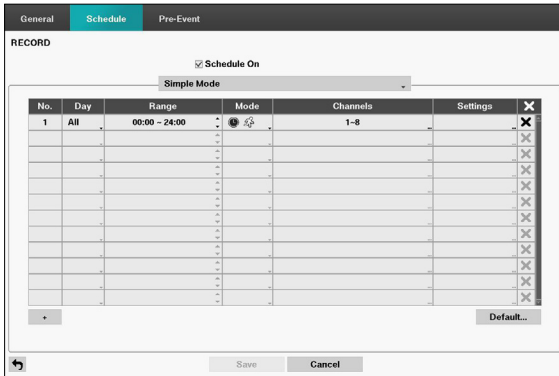 General Schedule Pre-Event
RECORD
Schedule On
Simple Mode
No. Day Range Mode Channels Settings
1 All 00:00 ~ 24:00 1~8
+ Default...
Save Cancel